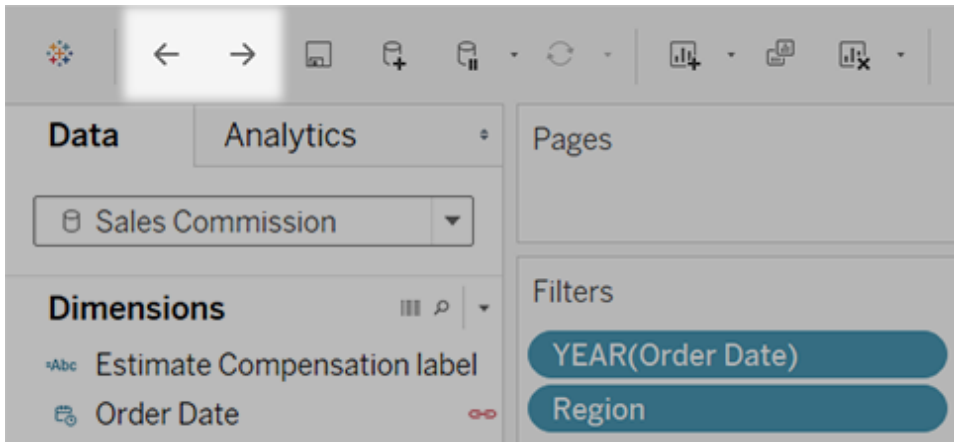 Data
Analytics
Pages
Sales Commission
Dimensions
Filters
=Abc Estimate Compensation label
YEAR(Order Date)
Order Date
Region